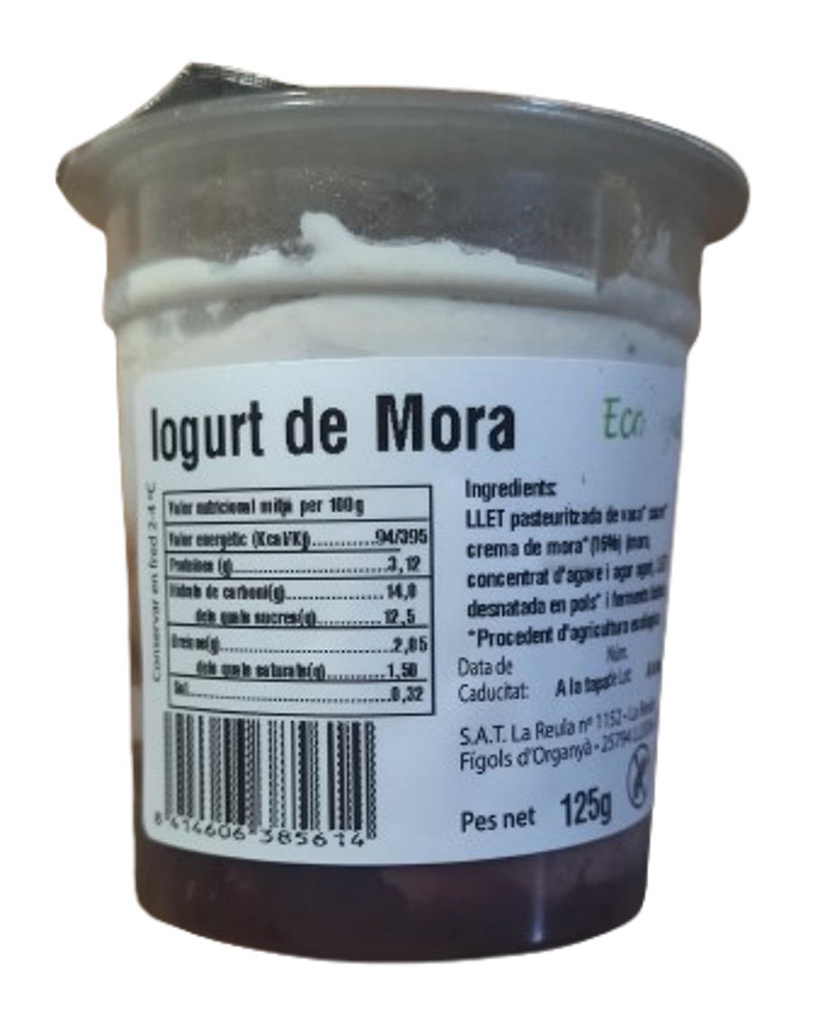 Iogurt de Mora
Eco
Conservar en fred 2-4 °C
Valor nutricional mitjà per 100g
Valor energètic (Kcal/KJ)..............94/395
Proteïnes (g)..............3,12
Hidrats de carboni(g)..............14,0
dels quals sucres(g)...........12,5
Greixos(g)..............2,05
dels quals saturats(g)..........1,50
Sal..............0,32
8 414606 385614
Ingredients:
LLET pasteuritzada de vaca*
crema de mora* (16%) (mora,
concentrat d'agave i agar agar),
desnatada en pols* i ferments
*Procedent d'agricultura ecològica
Data de
Caducitat: A la tapa
Núm.
de Lot:
S.A.T. La Reula nº 1152 - La
Fígols d'Organyà - 25794
Pes net 125g